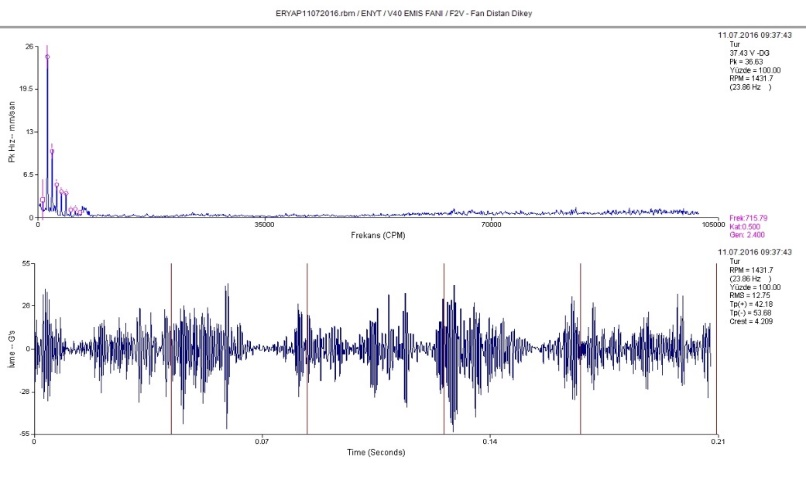 ERYAP11072016.rbm / ENYT / V40 EMIS FANI / F2V - Fan Distan Dikey
11.07.2016 09:37:43
Tur
37.43 V -DG
Pk = 36.63
Yüzde = 100.00
RPM = 1431.7
(23.86 Hz )
Pk Hız -- mm/san
26
19.5
13
6.5
0
0 35000 70000 105000
Frekans (CPM)
Frek:715.79
Kat:0.500
Gen: 2.400
11.07.2016 09:37:43
Tur
RPM = 1431.7
(23.86 Hz )
Yüzde = 100.00
RMS = 12.75
Tp(+) = 42.18
Tp(-) = 53.68
Crest = 4.209
İvme -- G's
55
28
0
-28
-55
0 0.07 0.14 0.21
Time (Seconds)